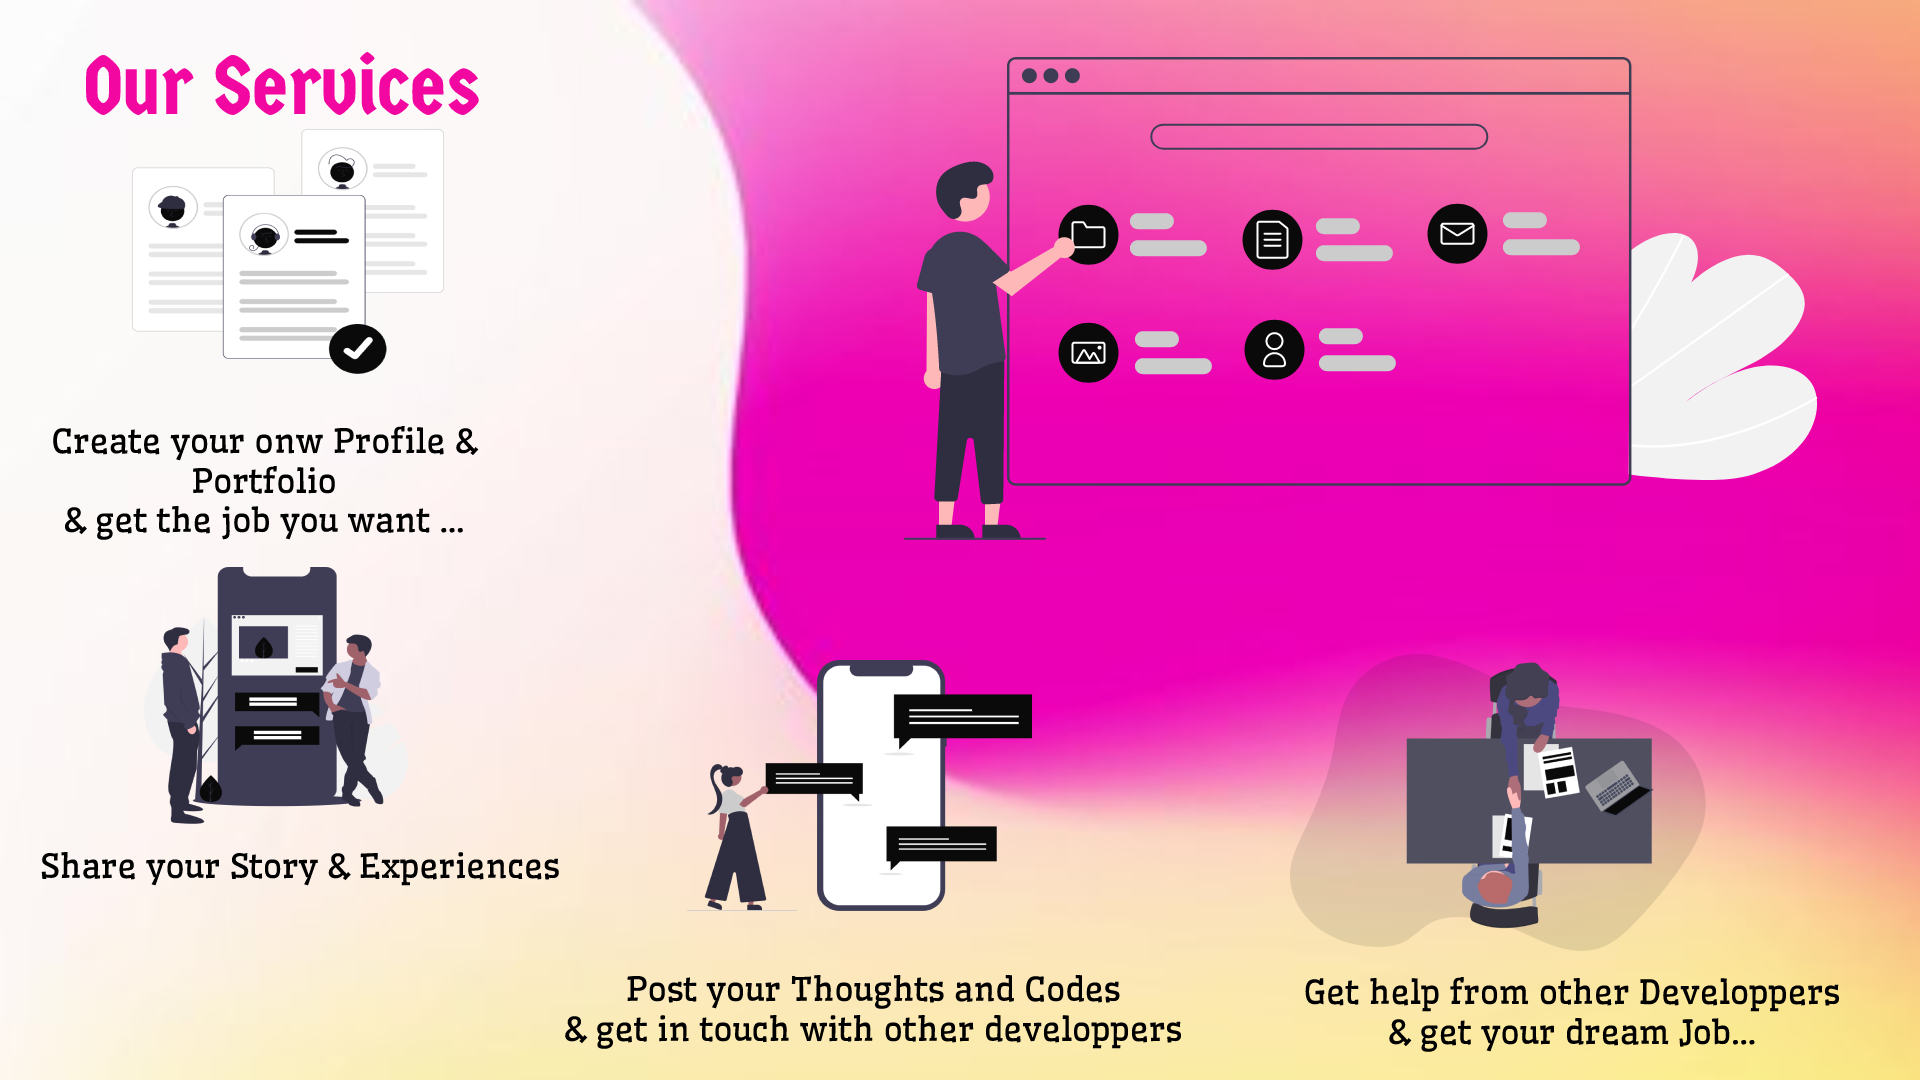 Our Services
Create your onw Profile &
Portfolio
& get the job you want ...
Share your Story & Experiences
Post your Thoughts and Codes
& get in touch with other developpers
Get help from other Developpers
& get your dream Job...